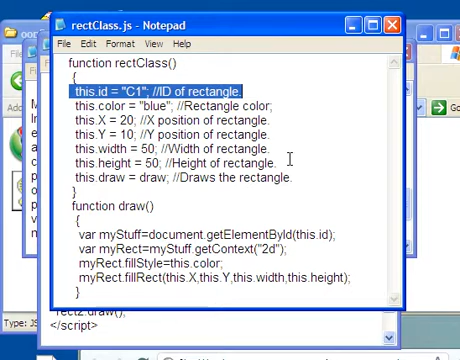 rectClass.js - Notepad
File Edit Format View Help
function rectClass()
{
this.id = "C1"; //ID of rectangle.
this.color = "blue"; //Rectangle color;
this.X = 20; //X position of rectangle.
this.Y = 10; //Y position of rectangle.
this.width = 50; //Width of rectangle.
this.height = 50; //Height of rectangle.
this.draw = draw; //Draws the rectangle.
}
function draw()
{
var myStuff=document.getElementById(this.id);
var myRect=myStuff.getContext("2d");
myRect.fillStyle=this.color;
myRect.fillRect(this.X,this.Y,this.width,this.height);
}
rect2.draw();
</script>
Type: JS
Go